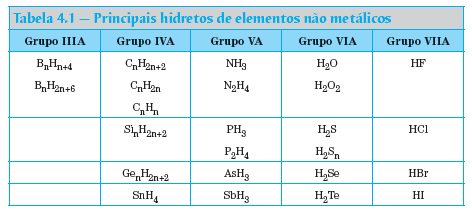 Tabela 4.1 — Principais hidretos de elementos não metálicos
Grupo IIIA Grupo IVA Grupo VA Grupo VIA Grupo VIIA
BₙHₙ₊₄ CₙH₂ₙ₊₂ NH₃ H₂O HF
BₙH₂ₙ₊₆ CₙH₂ₙ N₂H₄ H₂O₂
CₙHₙ
SiₙH₂ₙ₊₂ PH₃ H₂S HCl
P₂H₄ H₂Sₙ
GeₙH₂ₙ₊₂ AsH₃ H₂Se HBr
SnH₄ SbH₃ H₂Te HI